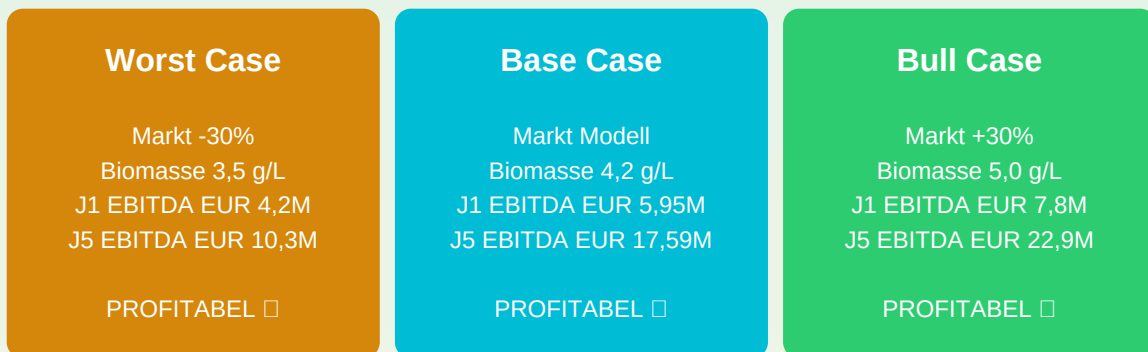 Worst Case
Markt -30%
Biomasse 3,5 g/L
J1 EBITDA EUR 4,2M
J5 EBITDA EUR 10,3M
PROFITABEL
Base Case
Markt Modell
Biomasse 4,2 g/L
J1 EBITDA EUR 5,95M
J5 EBITDA EUR 17,59M
PROFITABEL
Bull Case
Markt +30%
Biomasse 5,0 g/L
J1 EBITDA EUR 7,8M
J5 EBITDA EUR 22,9M
PROFITABEL